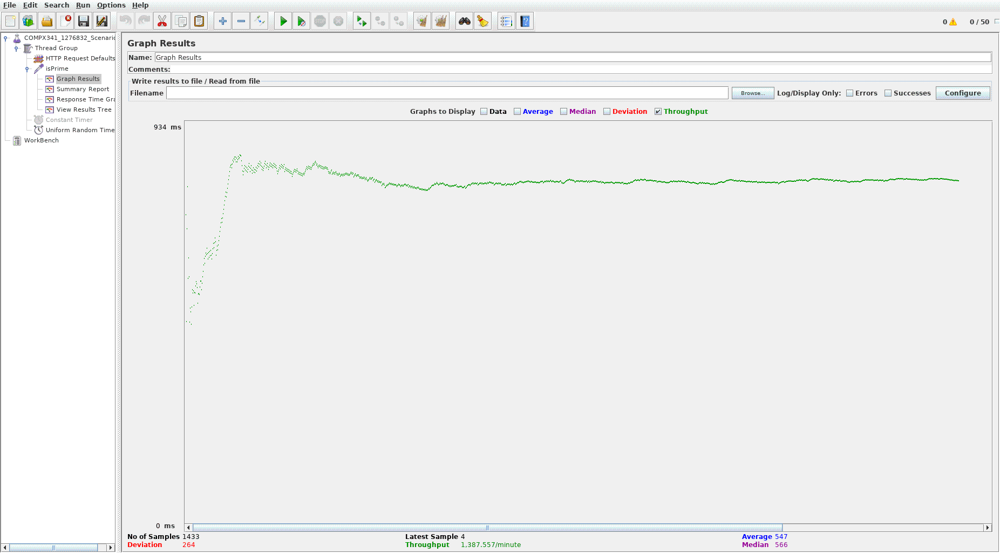 File Edit Search Run Options Help
0 0 / 50
COMPX341_1276832_Scenario
Thread Group
HTTP Request Defaults
isPrime
Graph Results
Summary Report
Response Time Gra
View Results Tree
Constant Timer
Uniform Random Time
WorkBench
Graph Results
Name: Graph Results
Comments:
Write results to file / Read from file
Filename Browse... Log/Display Only: Errors Successes Configure
Graphs to Display Data Average Median Deviation Throughput
934 ms
0 ms
No of Samples 1433 Latest Sample 4 Average 547
Deviation 264 Throughput 1,387.557/minute Median 566